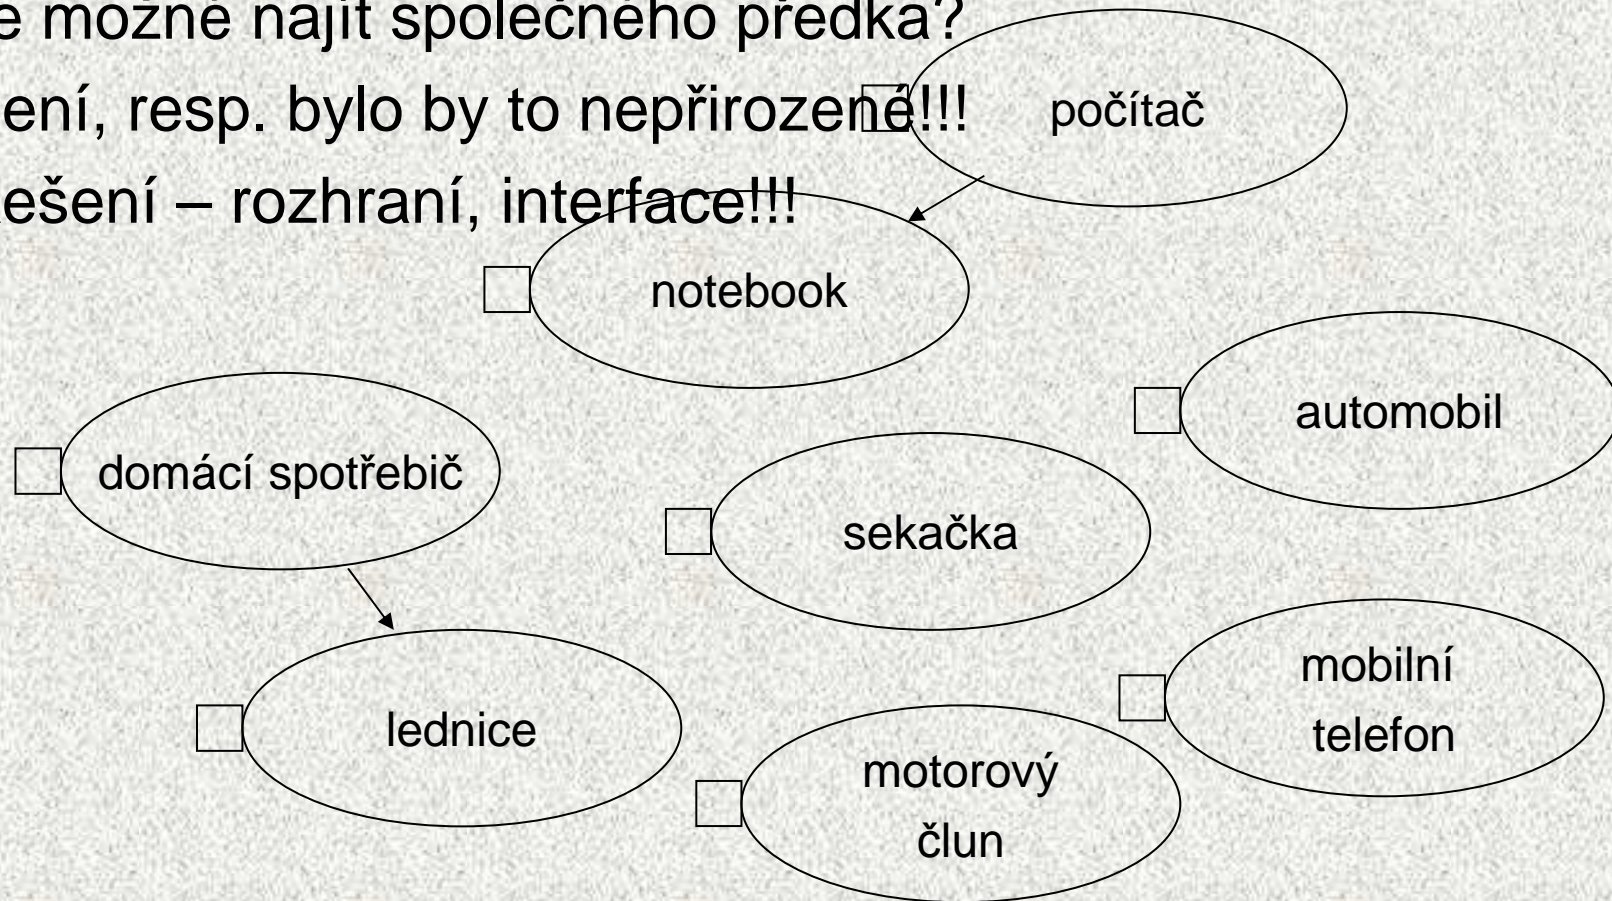 e možné najít společného předka?
ení, resp. bylo by to nepřirozené!!!
ešení – rozhraní, interface!!!
počítač
notebook
automobil
domácí spotřebič
sekačka
mobilní
telefon
lednice
motorový
člun